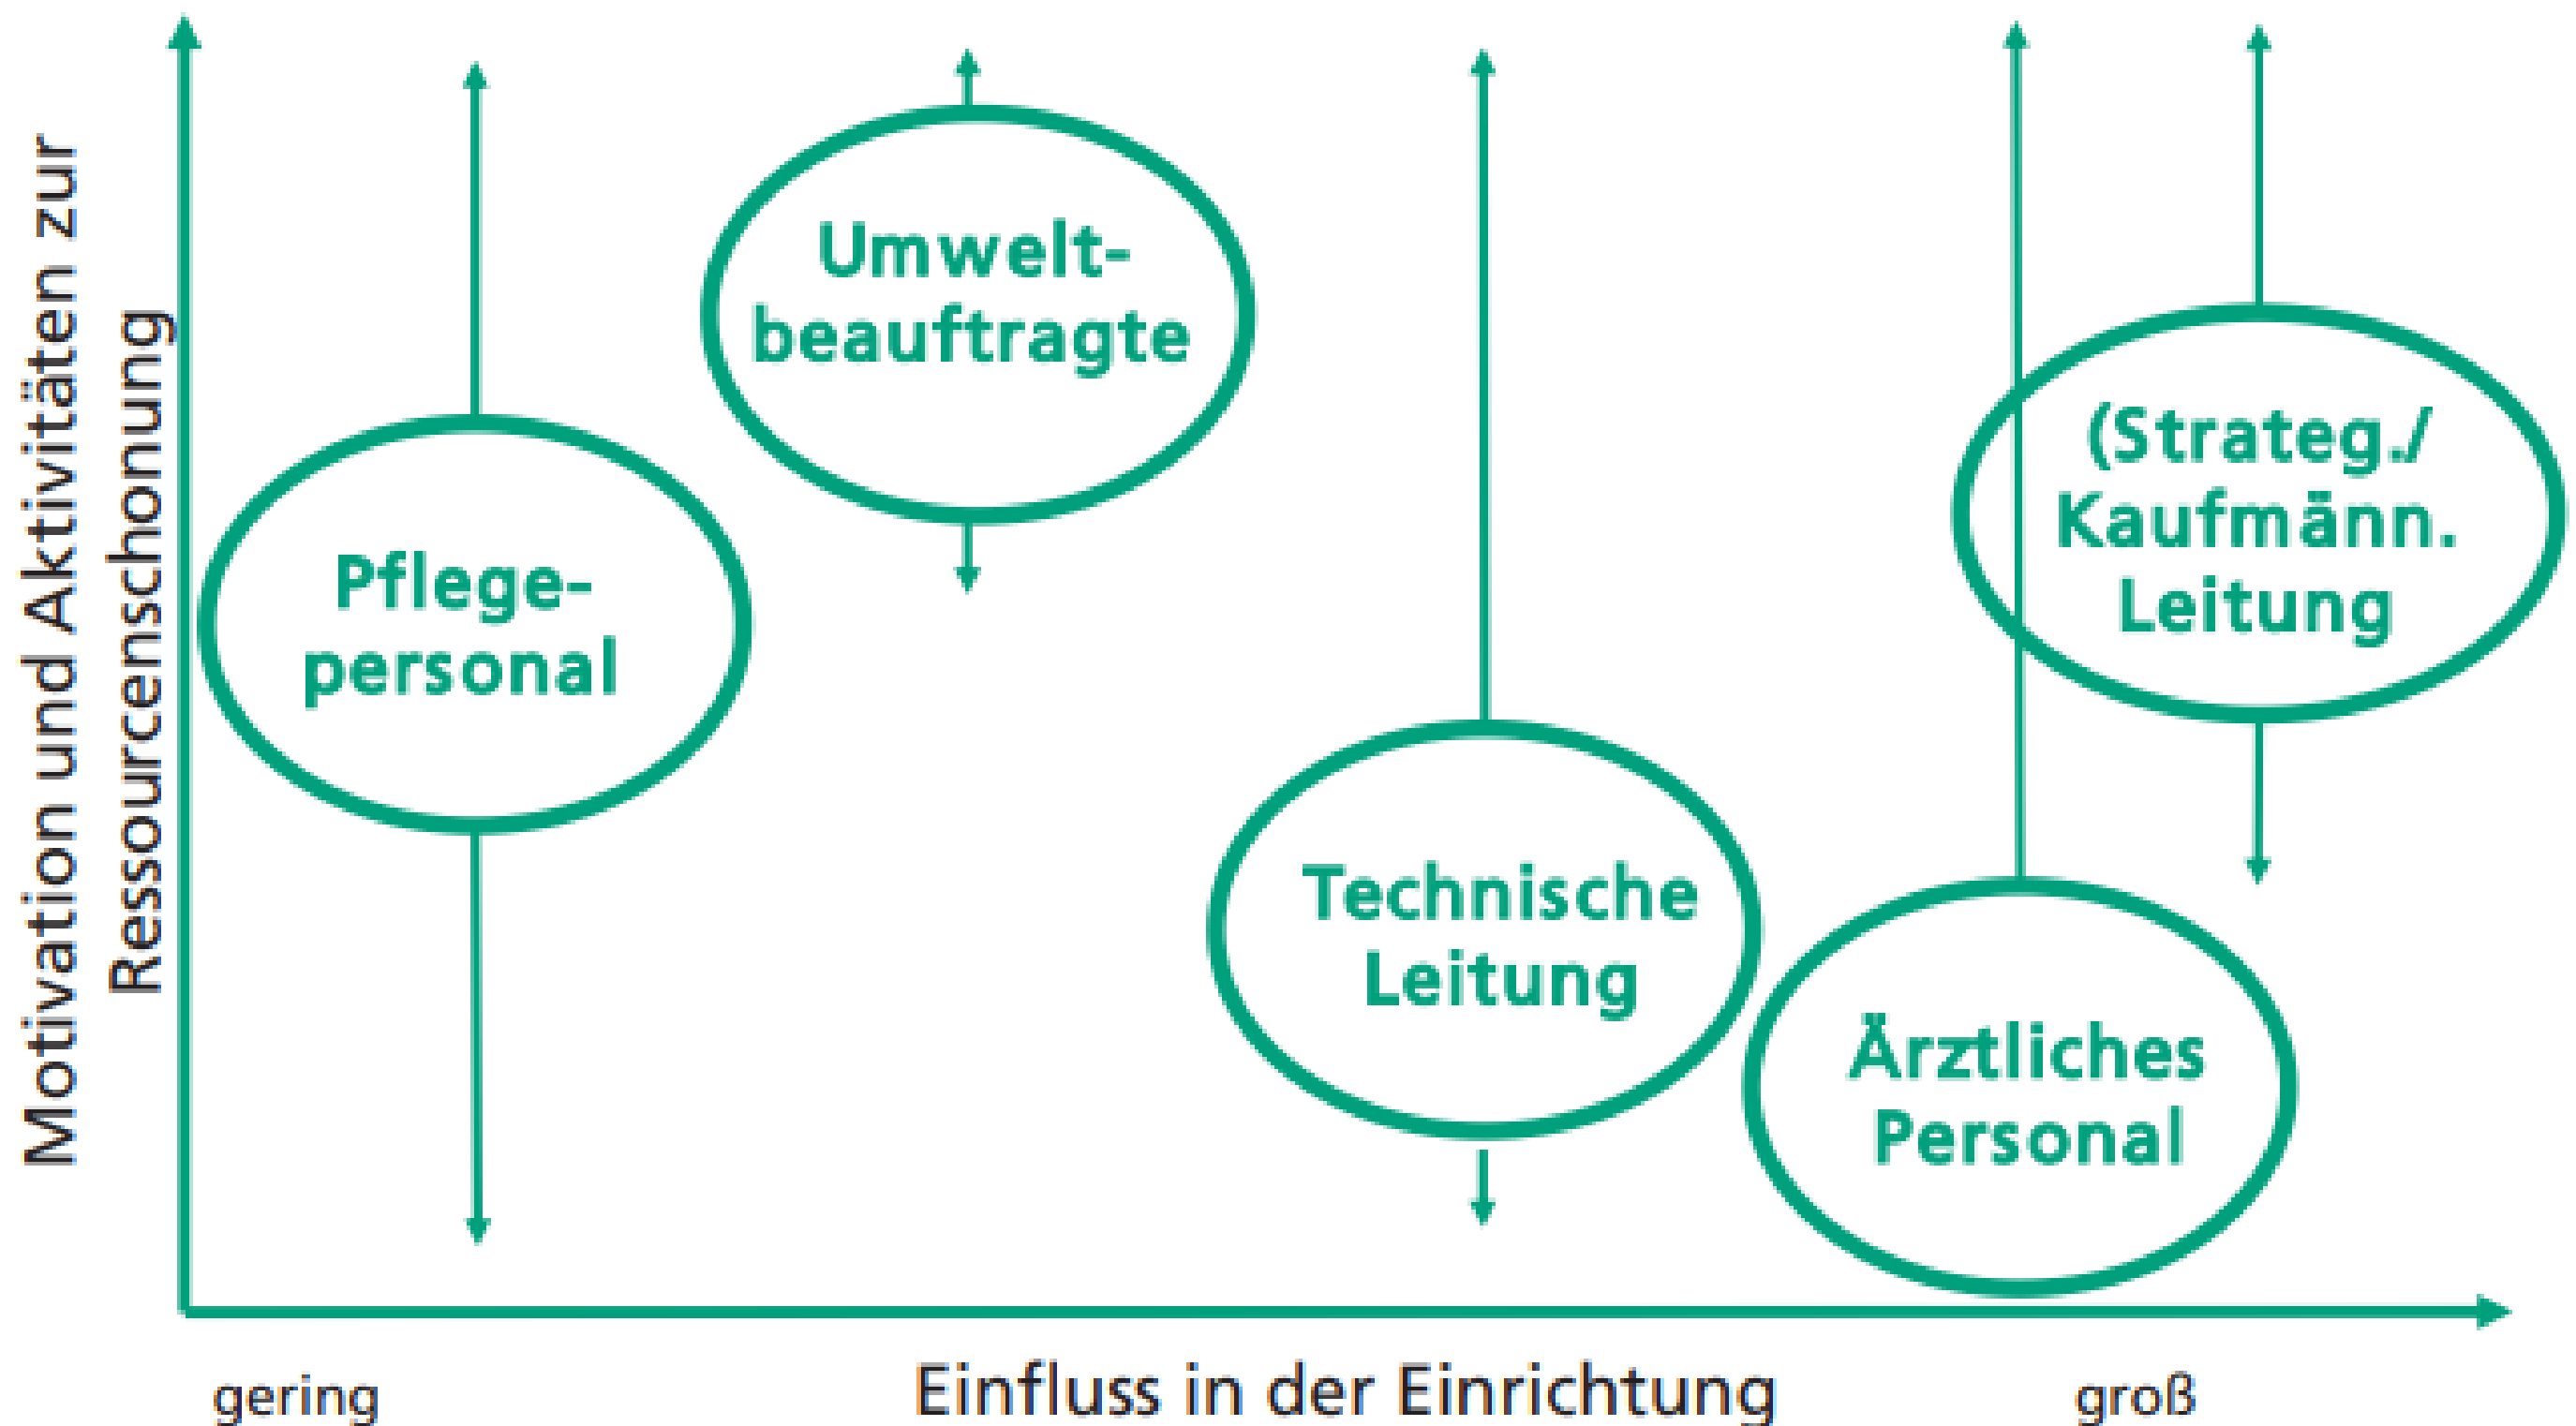 Motivation und Aktivitäten zur
Ressourcenschonung
Umwelt-
beauftragte
Pflege-
personal
(Strateg./
Kaufmänn.
Leitung
Technische
Leitung
Ärztliches
Personal
gering
Einfluss in der Einrichtung
groß